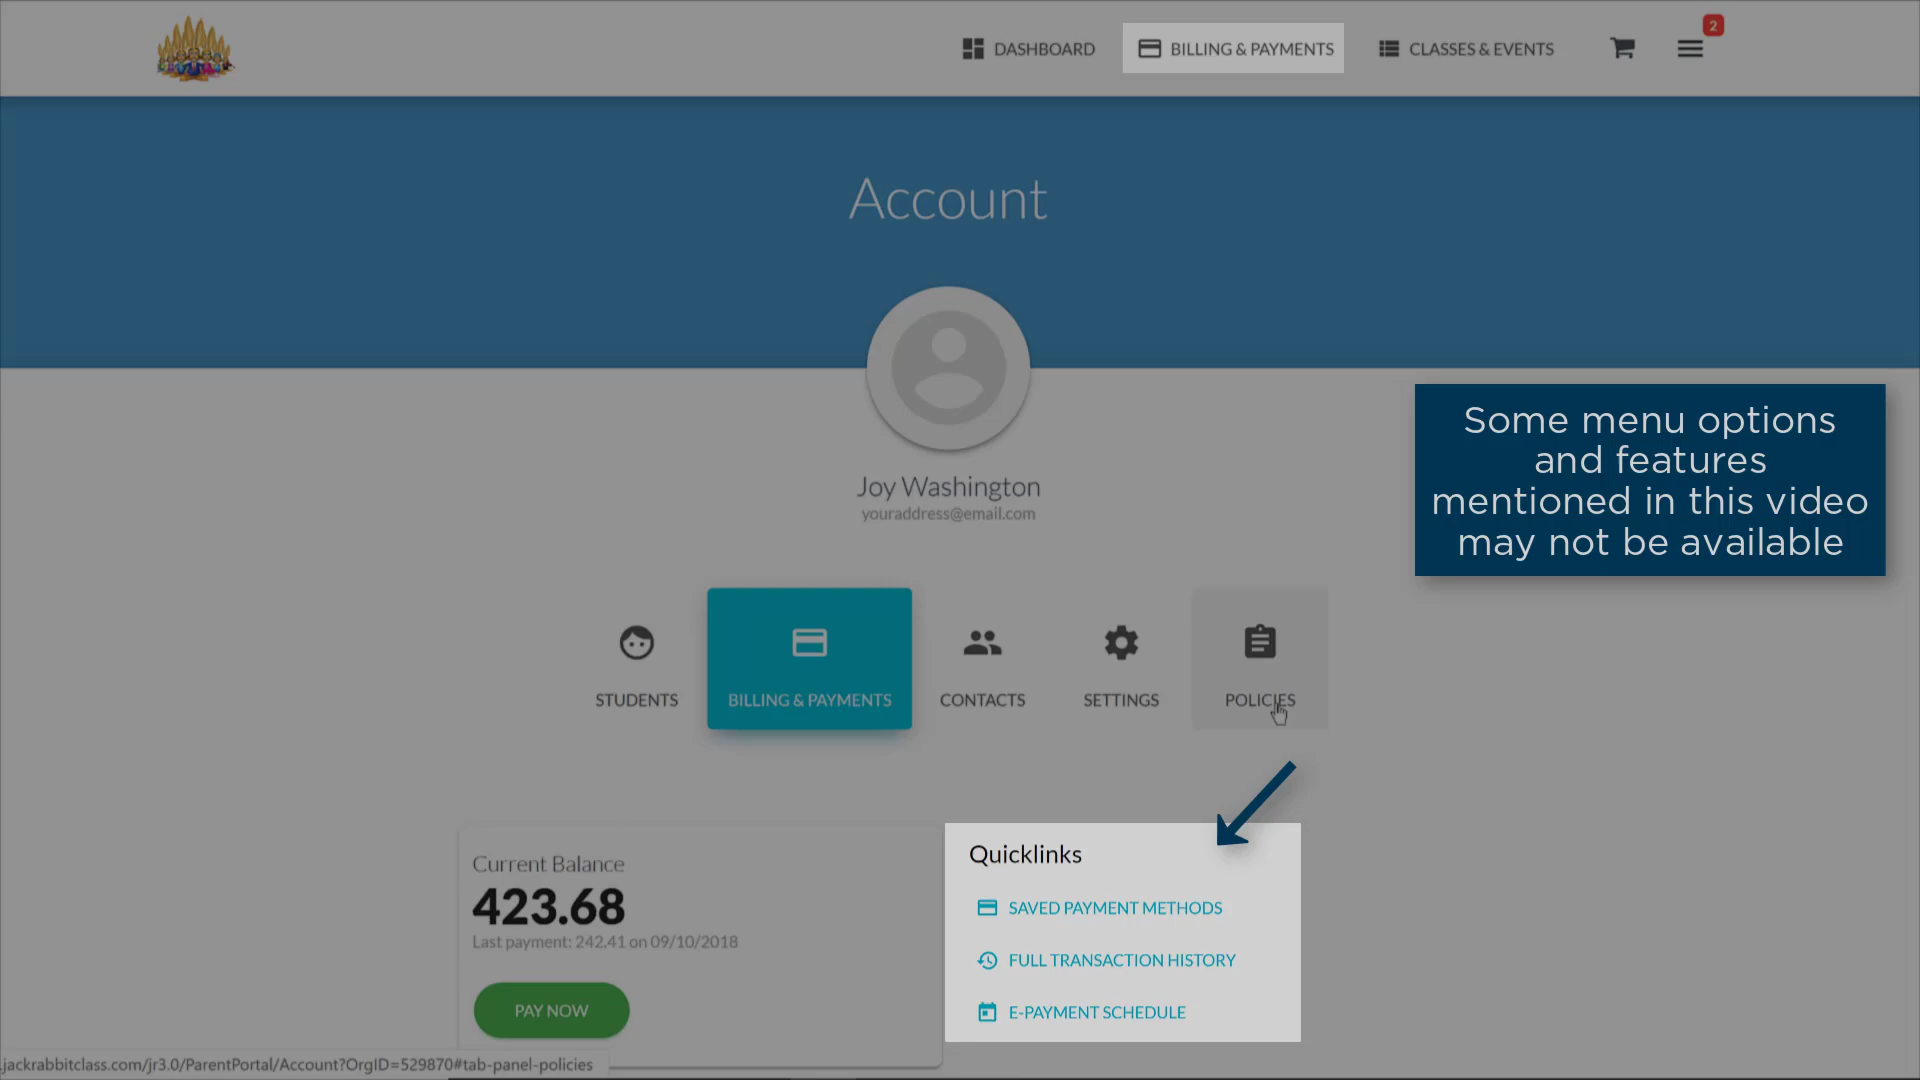 DASHBOARD
BILLING & PAYMENTS
CLASSES & EVENTS
2
Account
Joy Washington
youraddress@email.com
Some menu options
and features
mentioned in this video
may not be available
STUDENTS
BILLING & PAYMENTS
CONTACTS
SETTINGS
POLICIES
Current Balance
423.68
Last payment: 242.41 on 09/10/2018
PAY NOW
Quicklinks
SAVED PAYMENT METHODS
FULL TRANSACTION HISTORY
E-PAYMENT SCHEDULE
.jackrabbitclass.com/jr3.0/ParentPortal/Account?OrgID=529870#tab-panel-policies